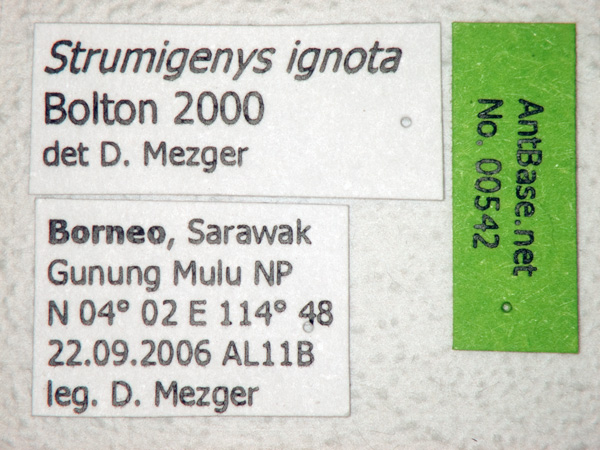 Strumigenys ignota
Bolton 2000
det D. Mezger
Borneo, Sarawak
Gunung Mulu NP
N 04° 02 E 114° 48
22.09.2006 AL11B
leg. D. Mezger
AntBase.net
No. 00542